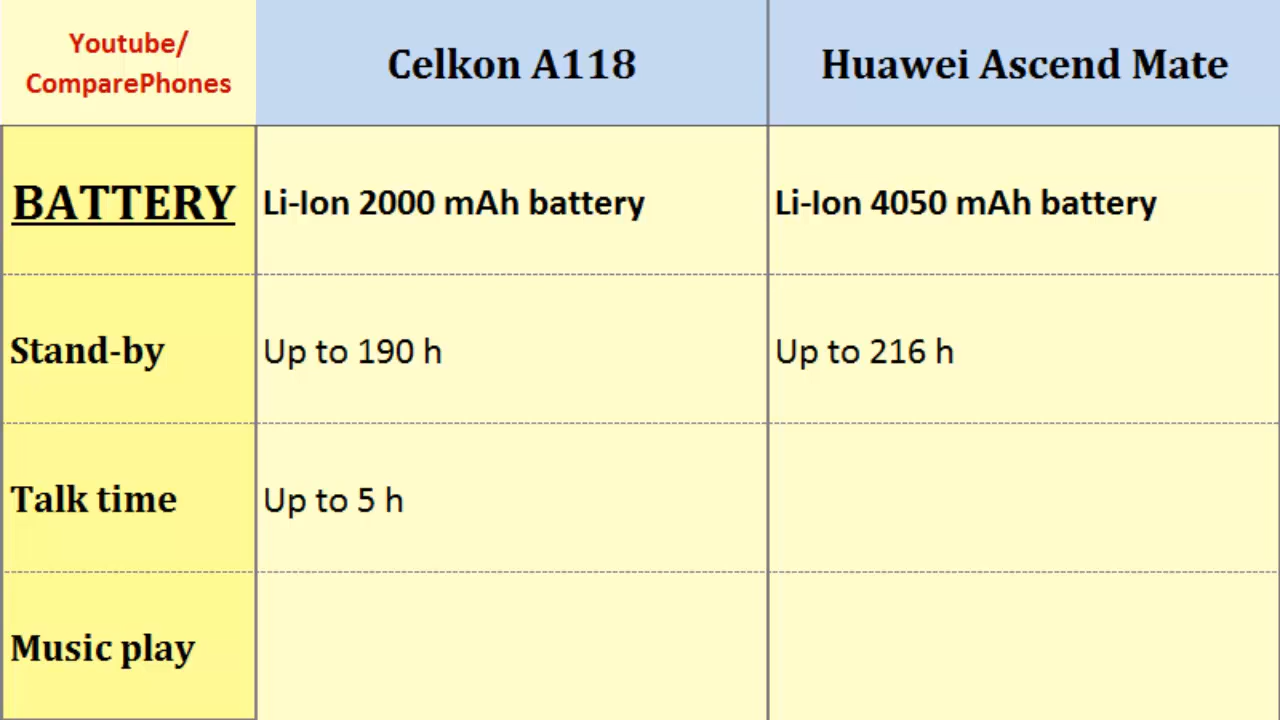 Youtube/
ComparePhones
Celkon A118
Huawei Ascend Mate
BATTERY
Li-Ion 2000 mAh battery
Li-Ion 4050 mAh battery
Stand-by
Up to 190 h
Up to 216 h
Talk time
Up to 5 h
Music play